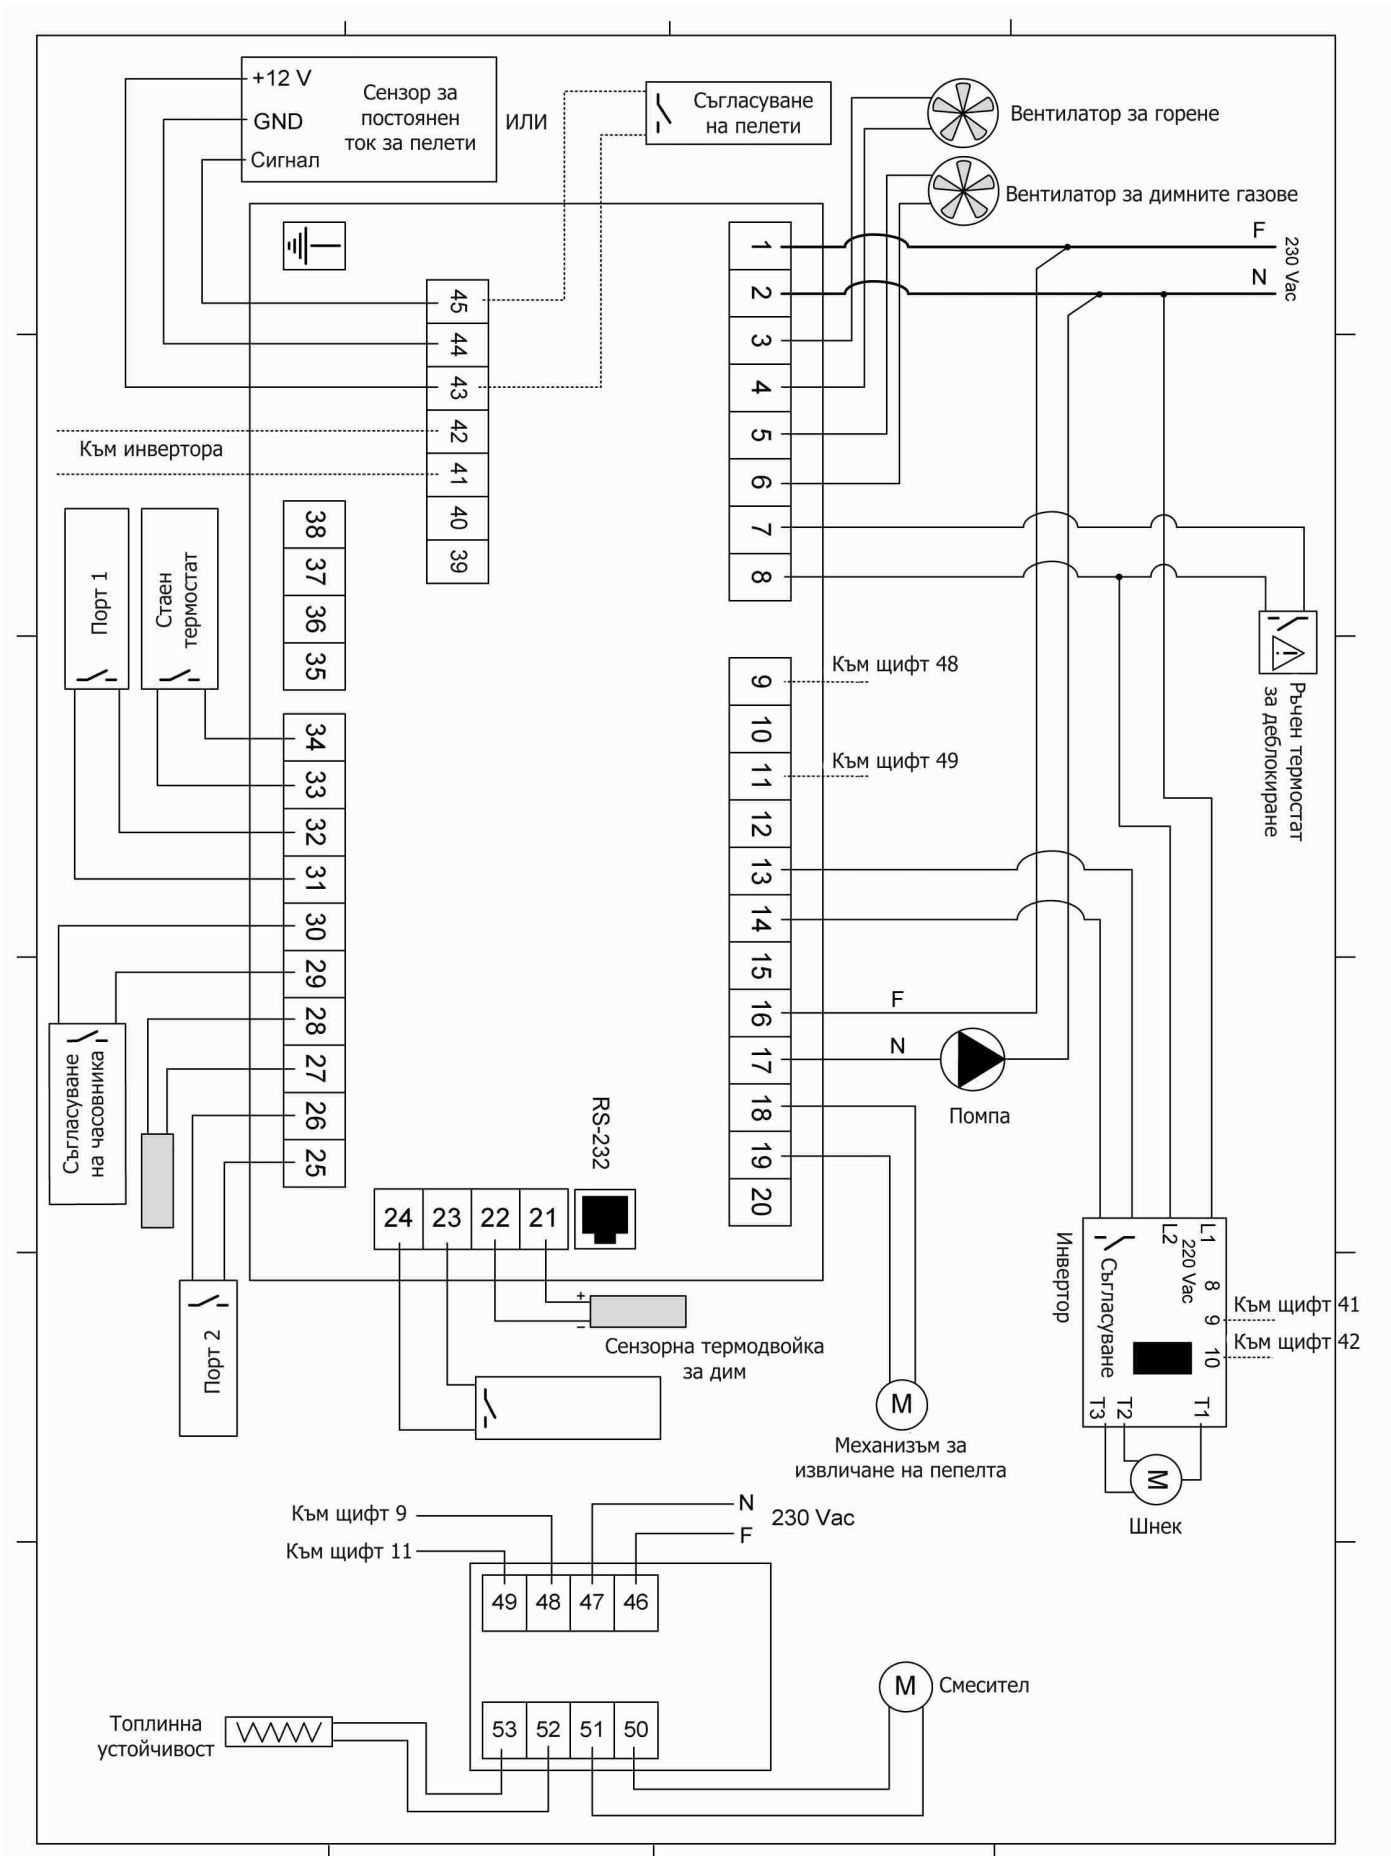 +12 V
GND
Сигнал
Сензор за
постоянен
ток за пелети
ИЛИ
Съгласуване
на пелети
Вентилатор за горене
Вентилатор за димните газове
F
N
230 Vac
1
2
3
4
5
6
7
8
45
44
43
42
41
40
39
Към инвертора
38
37
36
35
Порт 1
Стаен
термостат
34
33
32
31
30
29
28
27
26
25
Съгласуване
на часовника
Порт 2
9
10
11
12
13
14
15
16
17
18
19
20
Към щифт 48
Към щифт 49
Ръчен термостат
за деблокиране
F
N
Помпа
RS-232
24
23
22
21
+
−
Сензорна термодвойка
за дим
M
Механизъм за
извличане на пепелта
Инвертор
Съгласуване
L2
L1
220 Vac
8
9
10
Към щифт 41
Към щифт 42
T3
T2
T1
M
Шнек
Към щифт 9
Към щифт 11
N
F
230 Vac
49
48
47
46
53
52
51
50
Топлинна
устойчивост
M
Смесител